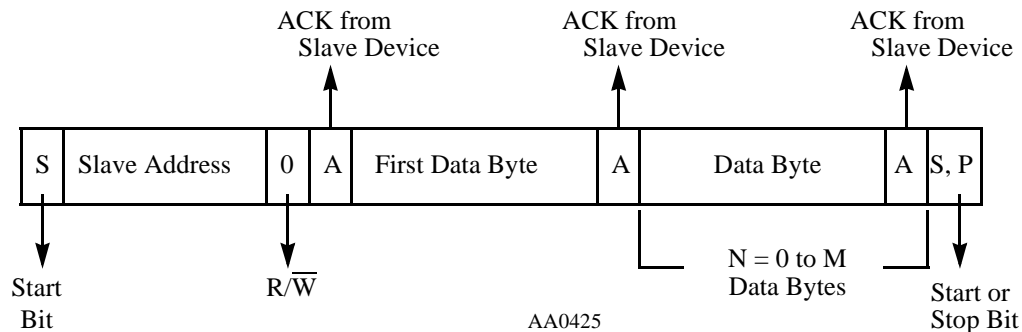 ACK from
Slave Device
ACK from
Slave Device
ACK from
Slave Device
S Slave Address 0 A First Data Byte A Data Byte A S, P
Start
Bit
R/W̅
N = 0 to M
Data Bytes
Start or
Stop Bit
AA0425